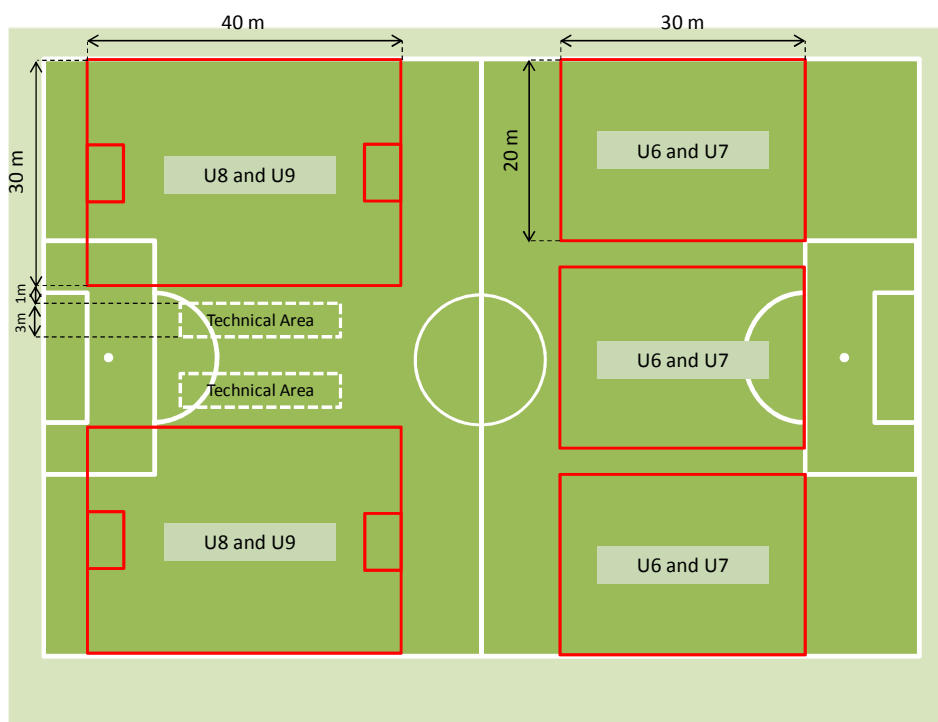 40 m
30 m
30 m
20 m
U8 and U9
U6 and U7
1m
3m
Technical Area
Technical Area
U6 and U7
U8 and U9
U6 and U7